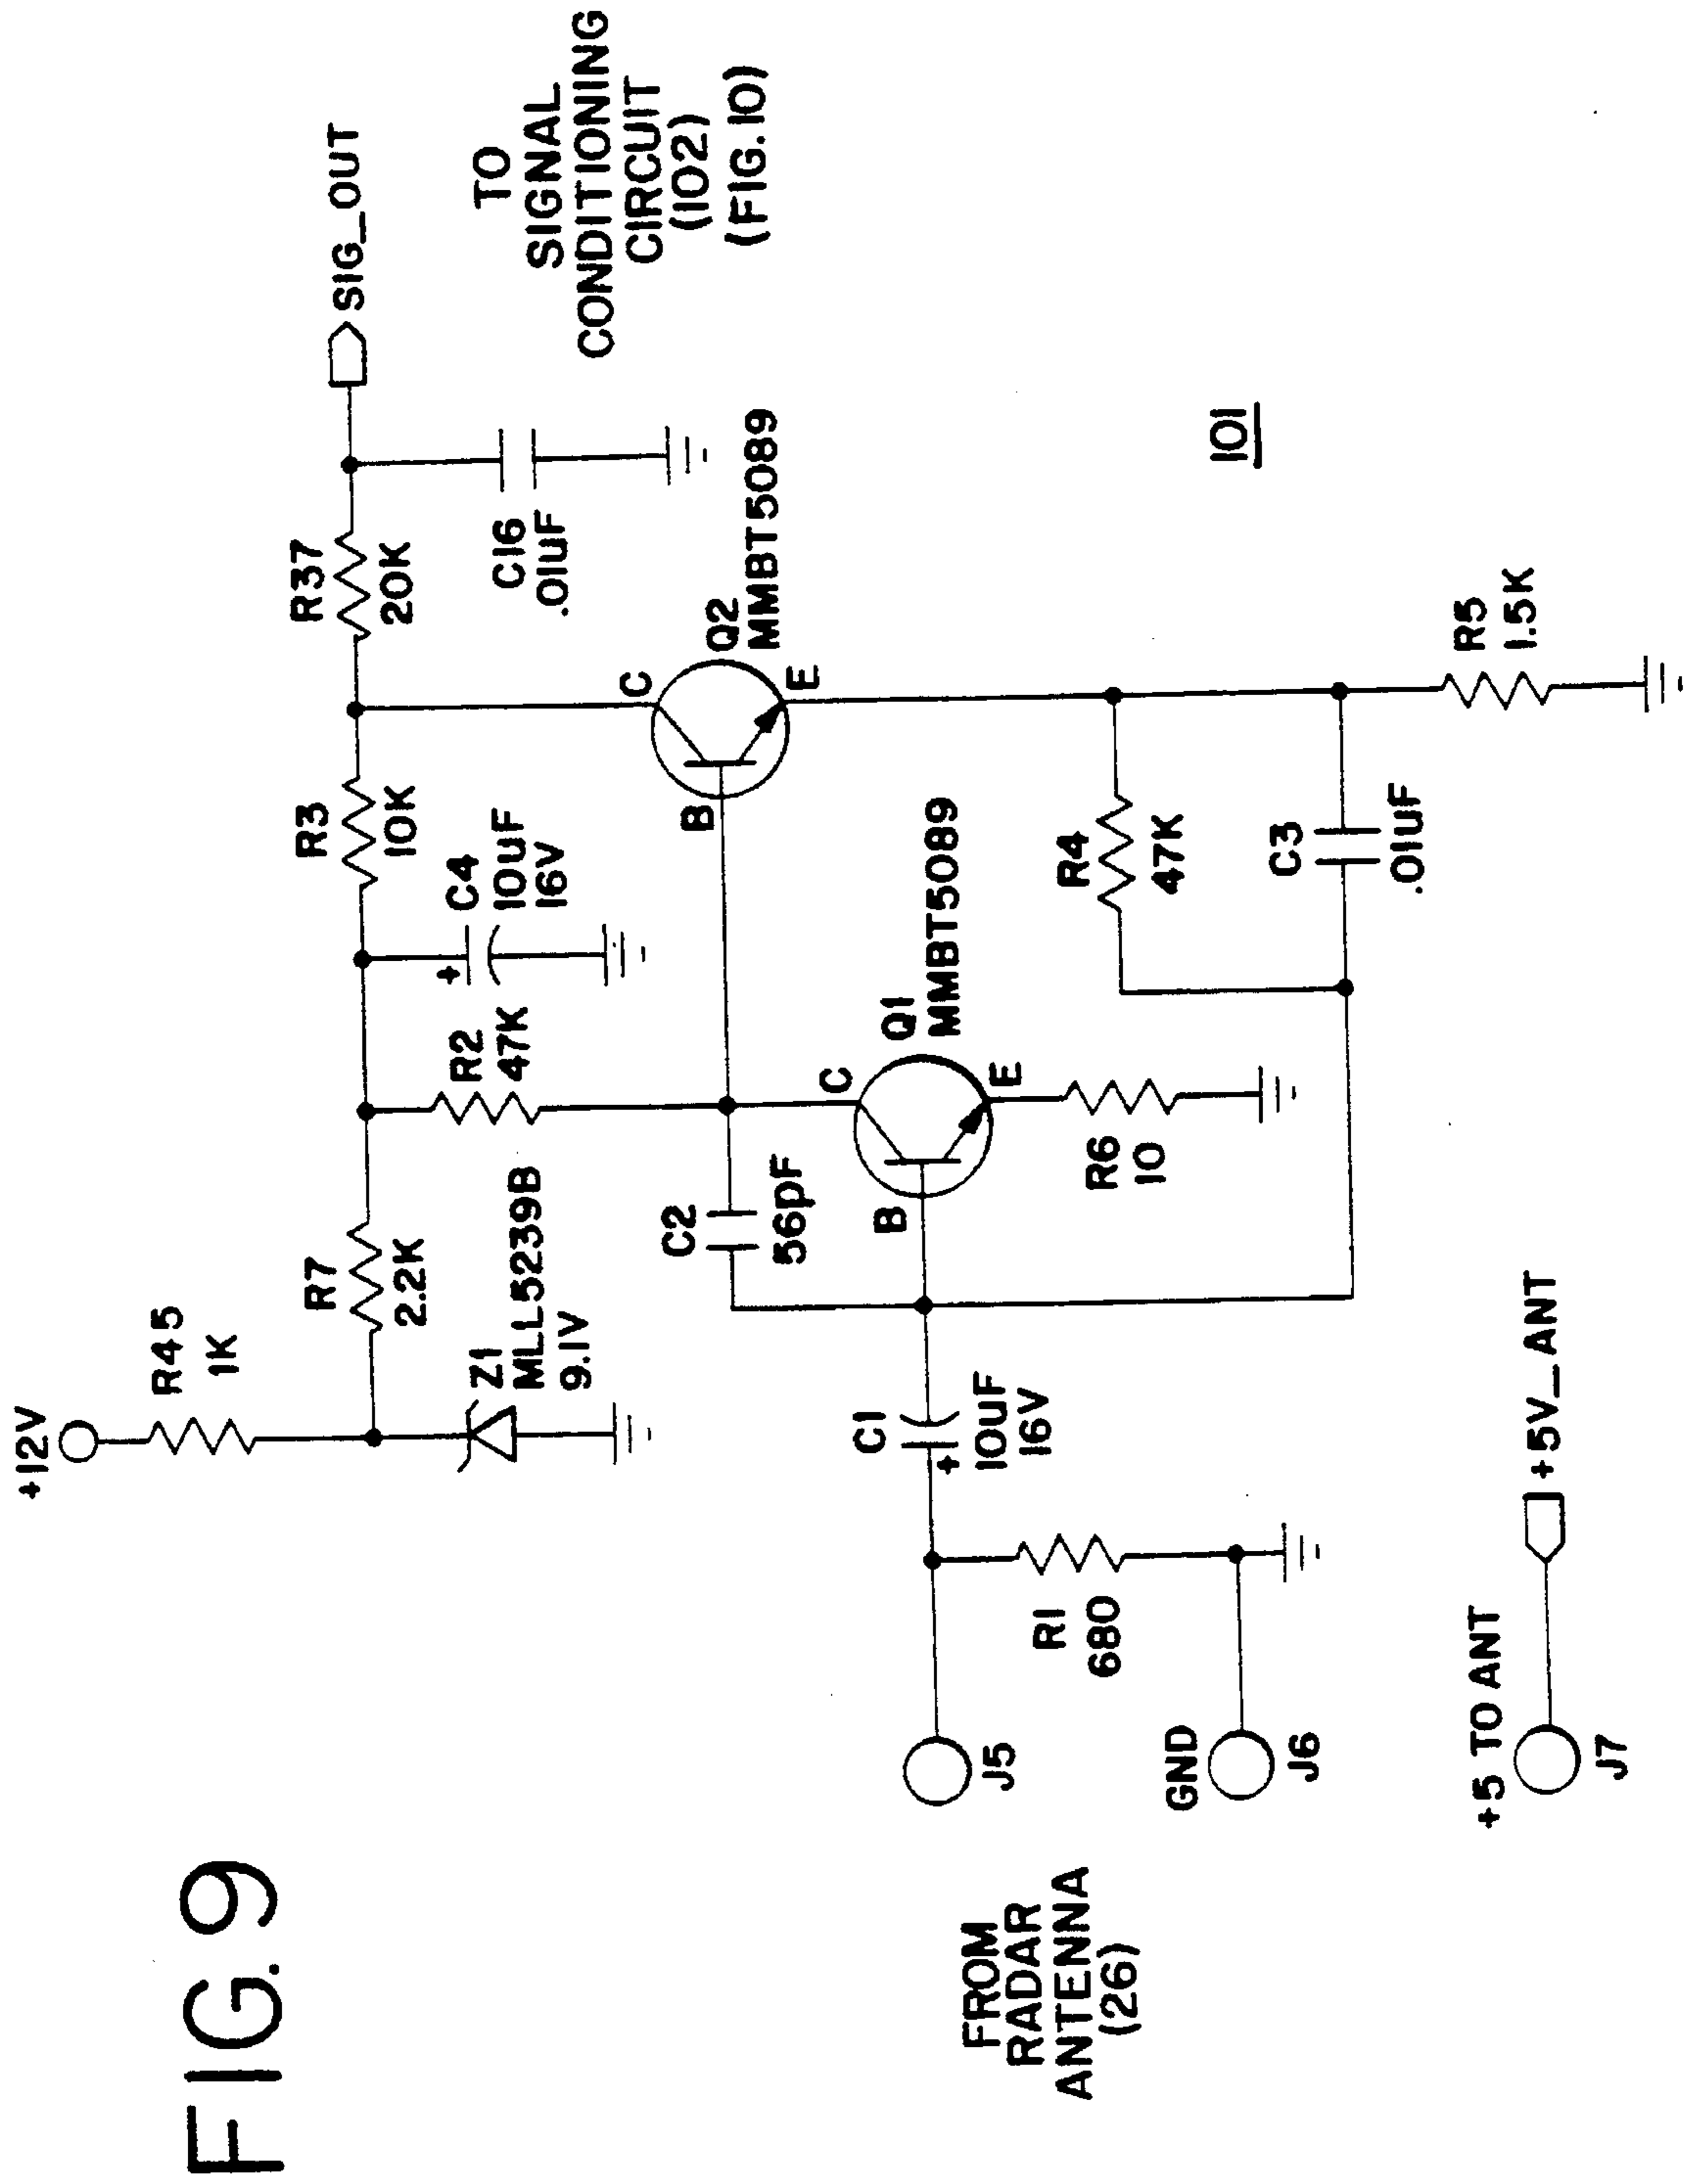 FIG. 9
+12V
R45
1K
R7
2.2K
Z1
MLL5239B
9.1V
R2
47K
C4
+
10uF
16V
R3
10K
R37
20K
SIG_OUT
C16
.01uF
TO
SIGNAL
CONDITIONING
CIRCUIT
(102)
(FIG. 10)
C2
56pF
B
C
E
Q2
MMBT5089
C1
+
10uF
16V
B
C
E
Q1
MMBT5089
R6
10
R4
47K
C3
.01uF
R5
1.5K
101
FROM
RADAR
ANTENNA
(26)
J5
R1
680
GND
J6
+5 TO ANT
J7
+5V_ANT